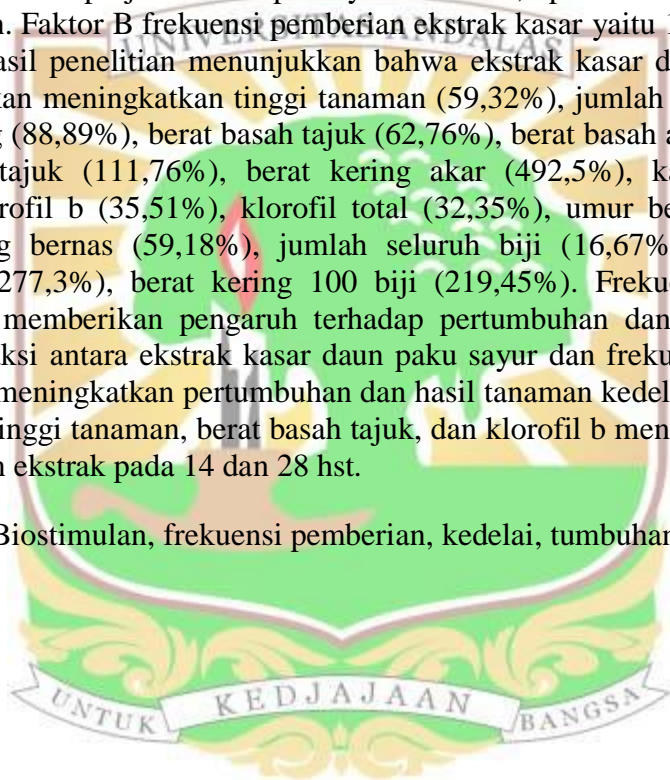 UNIVERSITAS ANDALAS
. Faktor B frekuensi pemberian ekstrak kasar yaitu
asil penelitian menunjukkan bahwa ekstrak kasar d
kan meningkatkan tinggi tanaman (59,32%), jumlah
g (88,89%), berat basah tajuk (62,76%), berat basah a
tajuk (111,76%), berat kering akar (492,5%), ka
rofil b (35,51%), klorofil total (32,35%), umur be
g bernas (59,18%), jumlah seluruh biji (16,67%
277,3%), berat kering 100 biji (219,45%). Freku
memberikan pengaruh terhadap pertumbuhan dan
aksi antara ekstrak kasar daun paku sayur dan freku
meningkatkan pertumbuhan dan hasil tanaman kedel
inggi tanaman, berat basah tajuk, dan klorofil b men
n ekstrak pada 14 dan 28 hst.
Biostimulan, frekuensi pemberian, kedelai, tumbuhan
UNTUK KEDJAJAAN BANGSA